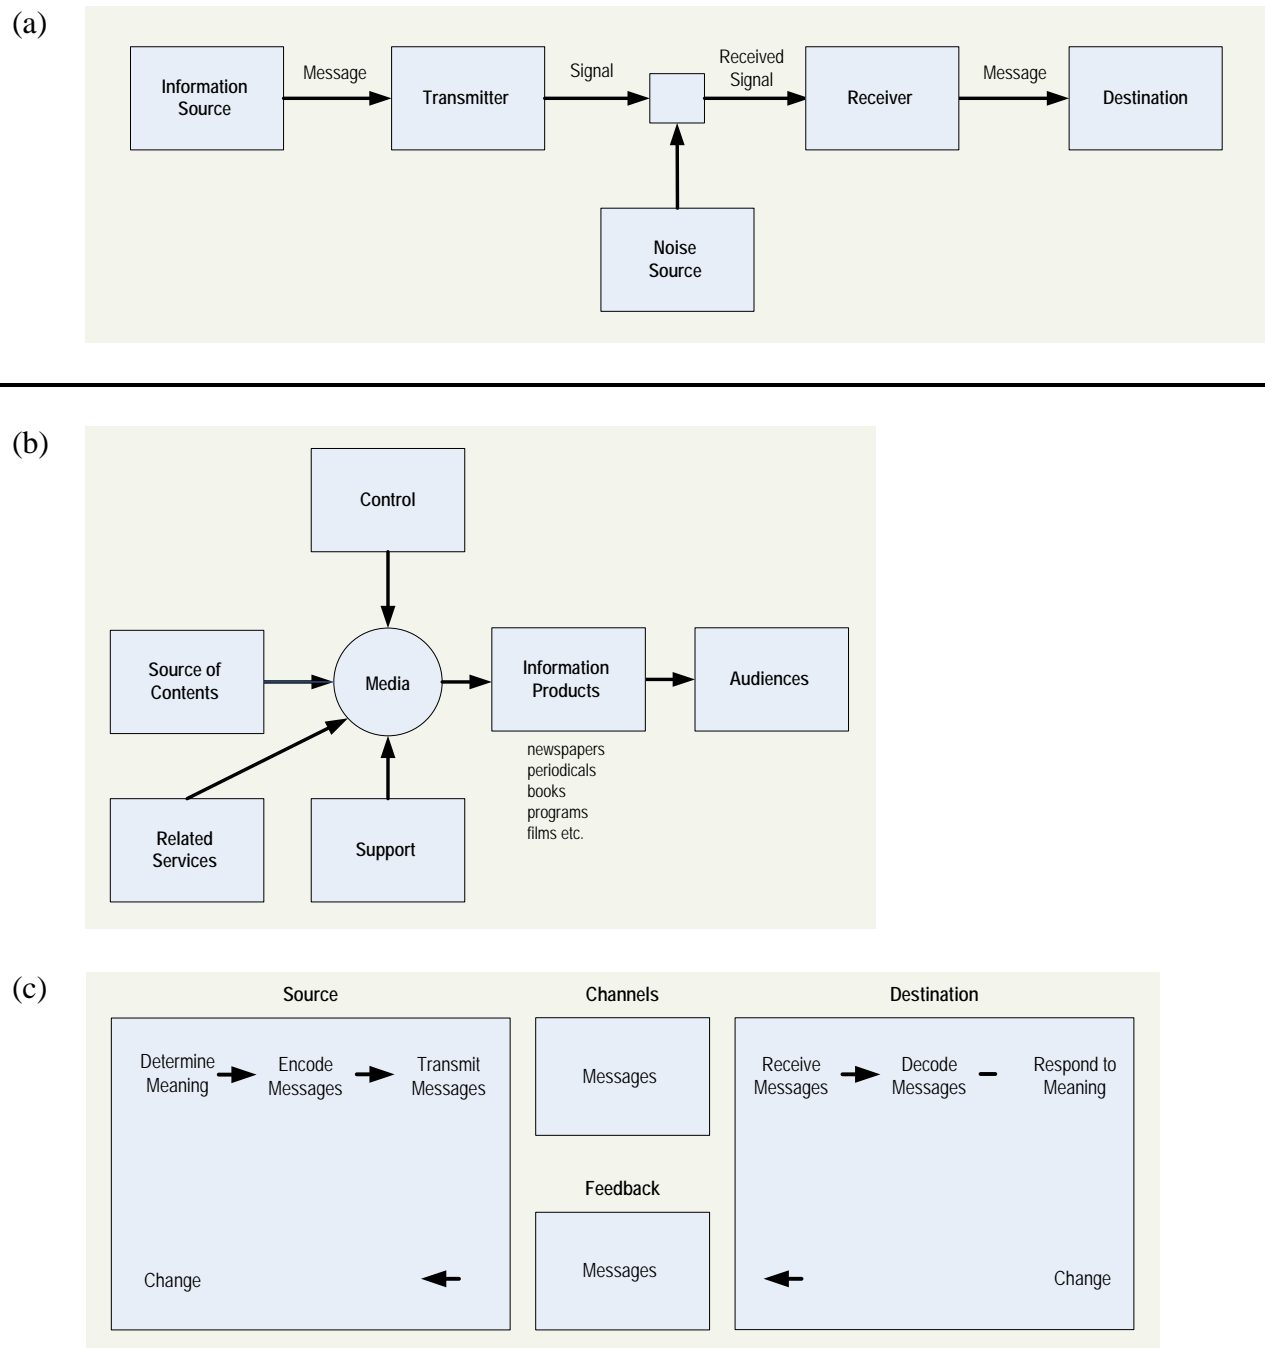 (a)
Information
Source
Message
Transmitter
Signal
Received
Signal
Receiver
Message
Destination
Noise
Source
(b)
Control
Source of
Contents
Media
Information
Products
Audiences
newspapers
periodicals
books
programs
films etc.
Related
Services
Support
(c)
Source
Channels
Destination
Determine
Meaning
Encode
Messages
Transmit
Messages
Messages
Receive
Messages
Decode
Messages
Respond to
Meaning
Feedback
Change
Messages
Change